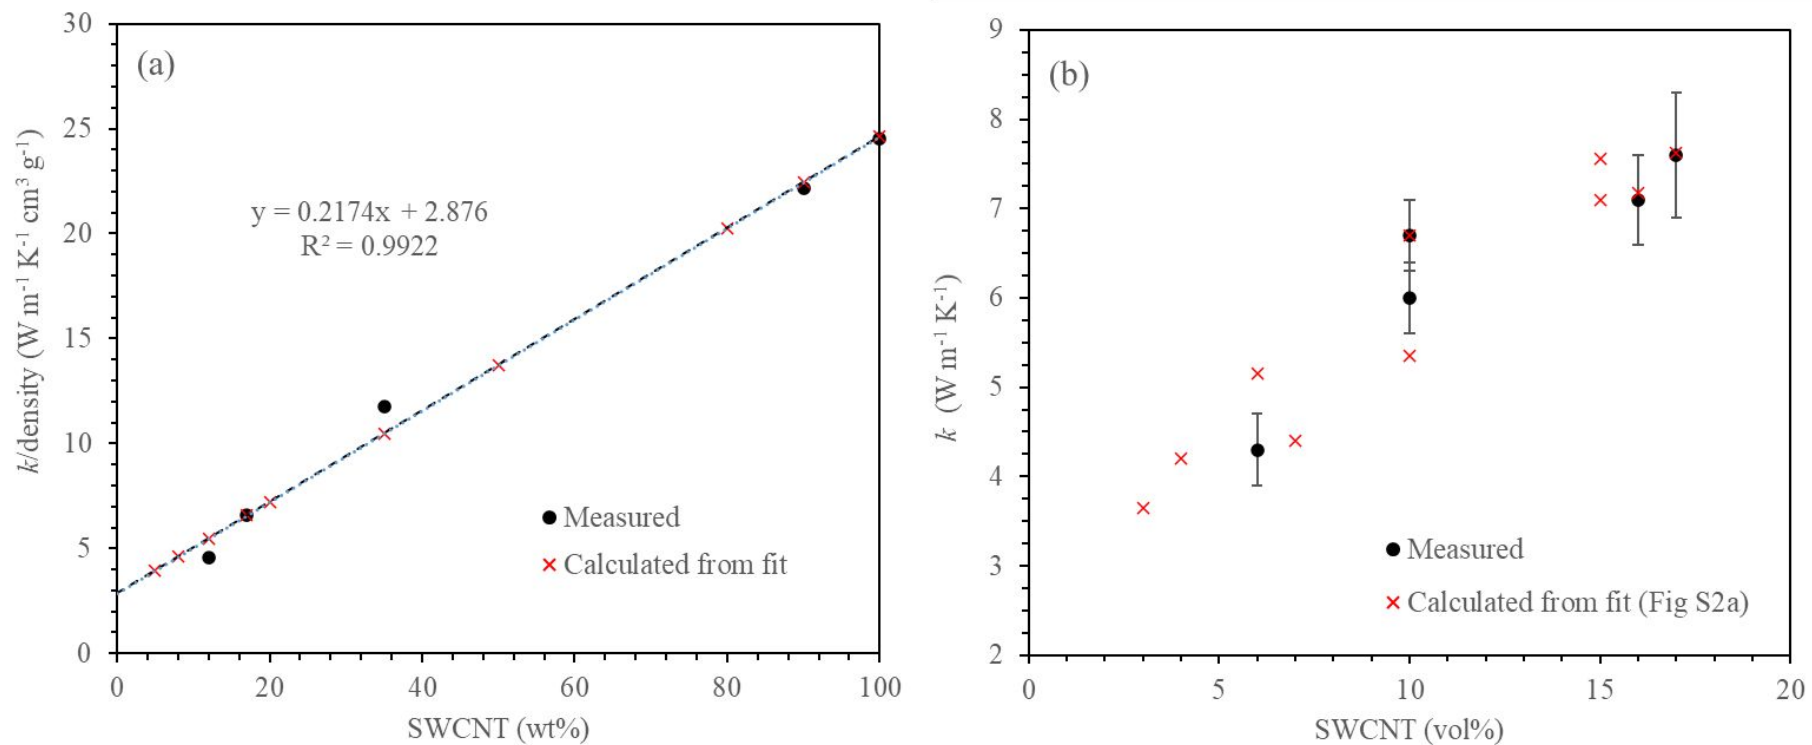 (a)
30
25
20
15
10
5
0
k/density (W m⁻¹ K⁻¹ cm³ g⁻¹)
y = 0.2174x + 2.876
R² = 0.9922
Measured
Calculated from fit
0 20 40 60 80 100
SWCNT (wt%)
(b)
9
8
7
6
5
4
3
2
k (W m⁻¹ K⁻¹)
Measured
Calculated from fit (Fig S2a)
0 5 10 15 20
SWCNT (vol%)